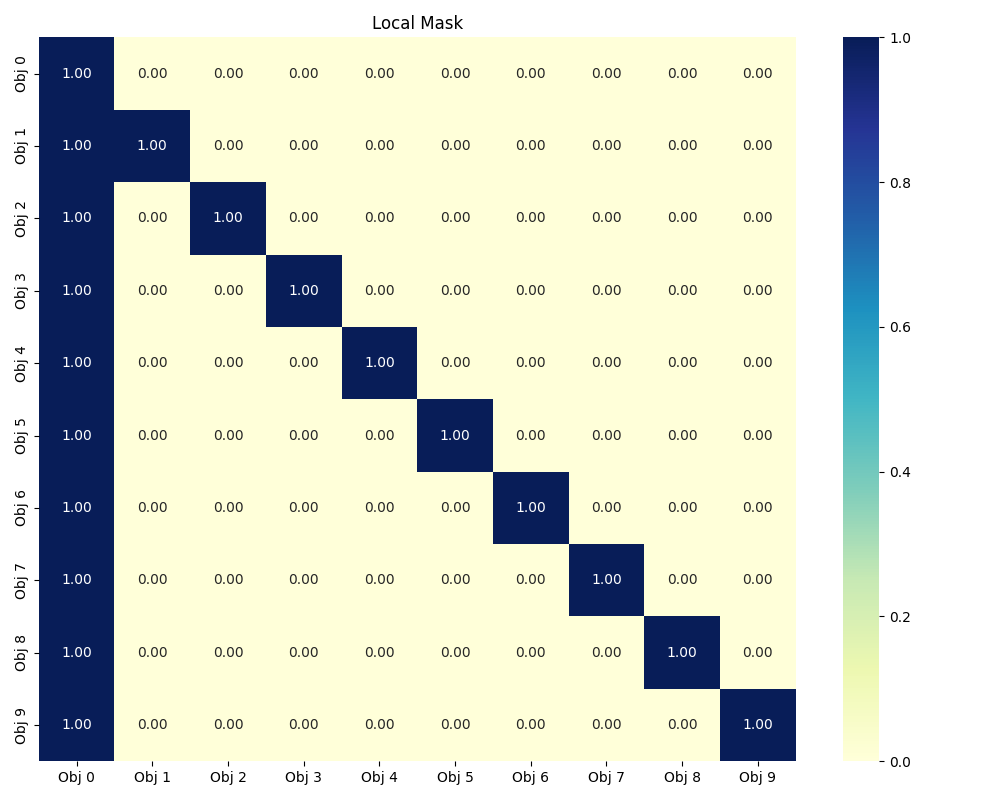 Local Mask
Obj 0 1.00 0.00 0.00 0.00 0.00 0.00 0.00 0.00 0.00 0.00
Obj 1 1.00 1.00 0.00 0.00 0.00 0.00 0.00 0.00 0.00 0.00
Obj 2 1.00 0.00 1.00 0.00 0.00 0.00 0.00 0.00 0.00 0.00
Obj 3 1.00 0.00 0.00 1.00 0.00 0.00 0.00 0.00 0.00 0.00
Obj 4 1.00 0.00 0.00 0.00 1.00 0.00 0.00 0.00 0.00 0.00
Obj 5 1.00 0.00 0.00 0.00 0.00 1.00 0.00 0.00 0.00 0.00
Obj 6 1.00 0.00 0.00 0.00 0.00 0.00 1.00 0.00 0.00 0.00
Obj 7 1.00 0.00 0.00 0.00 0.00 0.00 0.00 1.00 0.00 0.00
Obj 8 1.00 0.00 0.00 0.00 0.00 0.00 0.00 0.00 1.00 0.00
Obj 9 1.00 0.00 0.00 0.00 0.00 0.00 0.00 0.00 0.00 1.00
Obj 0 Obj 1 Obj 2 Obj 3 Obj 4 Obj 5 Obj 6 Obj 7 Obj 8 Obj 9
1.0
0.8
0.6
0.4
0.2
0.0